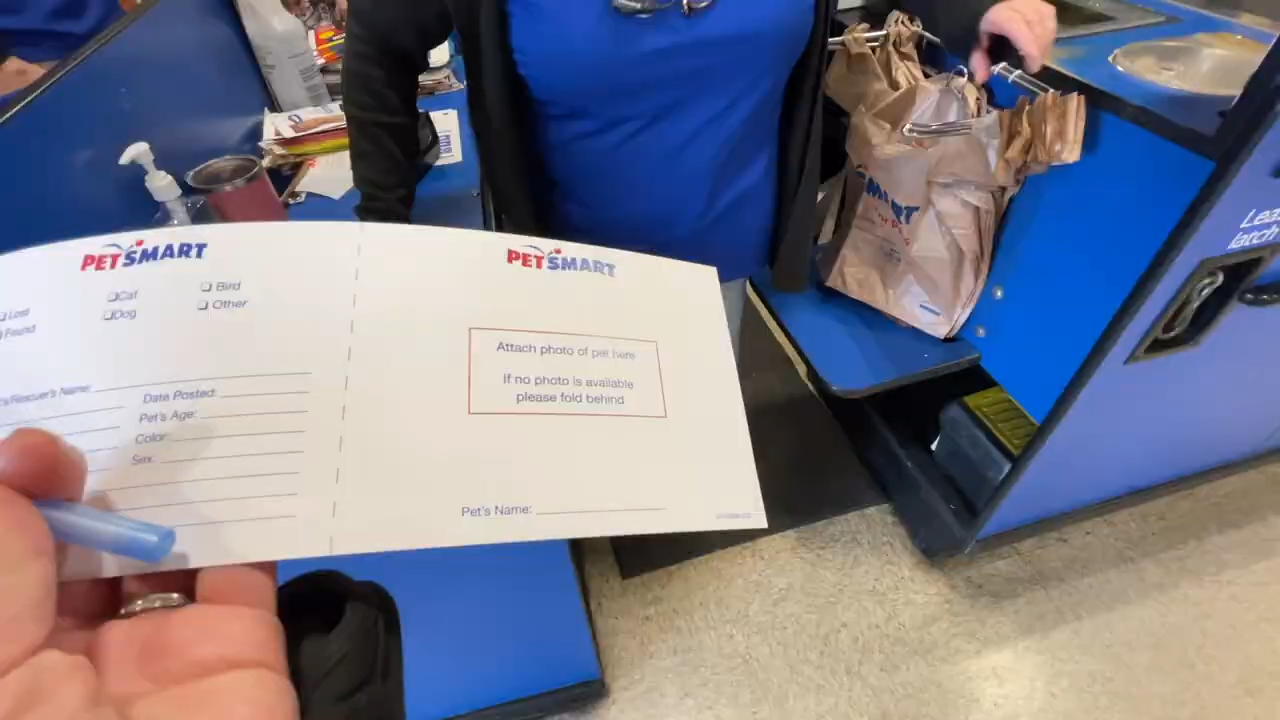 PETSMART
Lost
Found
Cat
Dog
Bird
Other
s/Rescuer's Name:
Date Posted:
Pet's Age:
Color:
Sex:
PETSMART
Attach photo of pet here
If no photo is available
please fold behind
Pet's Name: